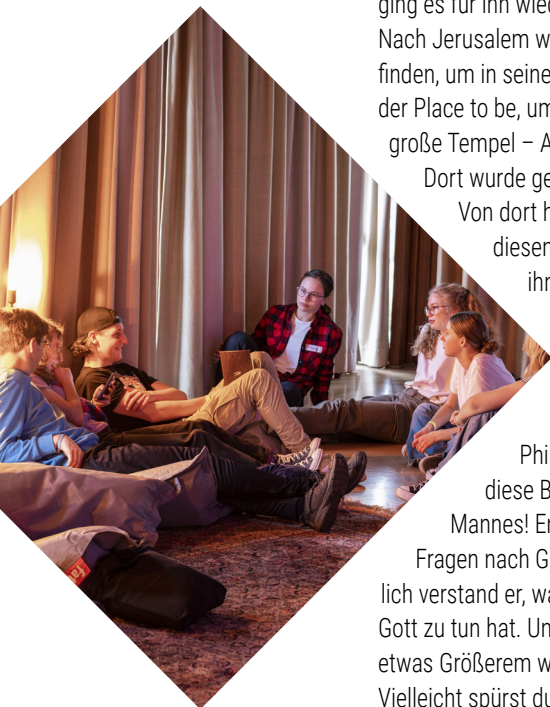 ging es für ihn wied
Nach Jerusalem w
finden, um in seine
der Place to be, um
große Tempel – A
Dort wurde ge
Von dort h
diesen
ihr
Phi
diese B
Mannes! Er
Fragen nach G
lich verstand er, wa
Gott zu tun hat. Un
etwas Größerem w
Vielleicht spürst du